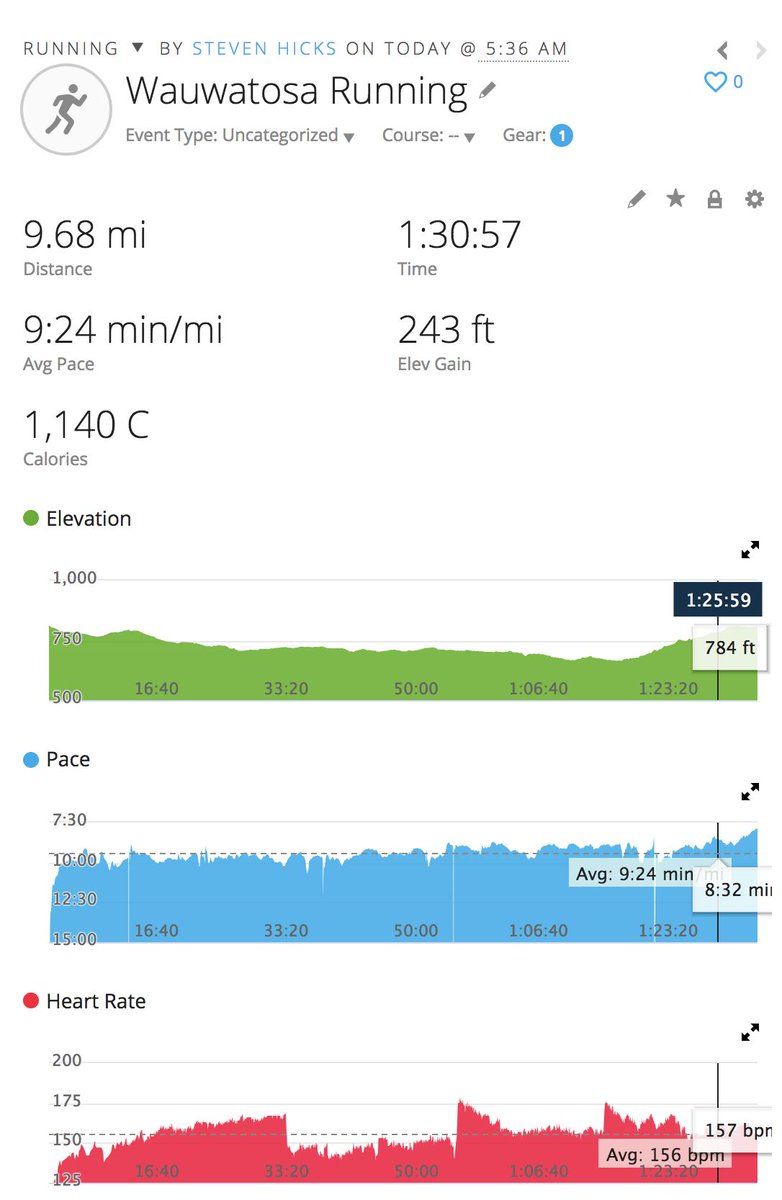 RUNNING ▼ BY STEVEN HICKS ON TODAY @ 5:36 AM
0
Wauwatosa Running
Event Type: Uncategorized ▼ Course: -- ▼ Gear: 1
9.68 mi 1:30:57
Distance Time
9:24 min/mi 243 ft
Avg Pace Elev Gain
1,140 C
Calories
Elevation
1,000
1:25:59
750 784 ft
16:40 33:20 50:00 1:06:40 1:23:20
500
Pace
7:30
10:00
Avg: 9:24 min/mi
12:30 8:32 min
16:40 33:20 50:00 1:06:40 1:23:20
15:00
Heart Rate
200
175
157 bpm
150
Avg: 156 bpm
16:40 33:20 50:00 1:06:40 1:23:20
125